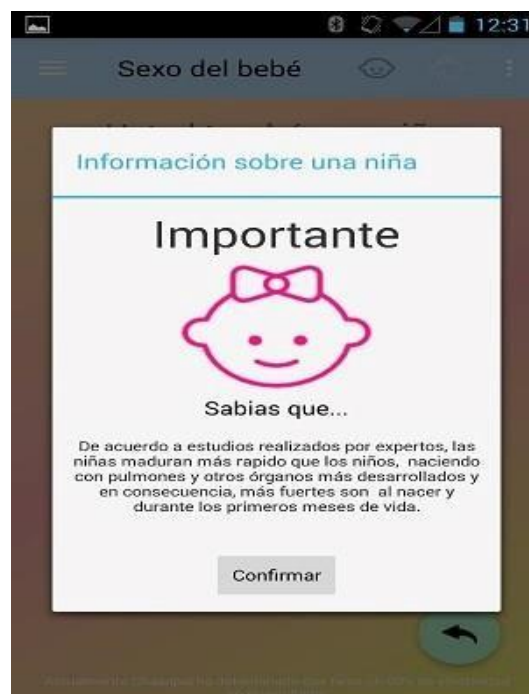 12:31
Sexo del bebé
Información sobre una niña
Importante
Sabias que...
De acuerdo a estudios realizados por expertos, las
niñas maduran más rapido que los niños, naciendo
con pulmones y otros órganos más desarrollados y
en consecuencia, más fuertes son al nacer y
durante los primeros meses de vida.
Confirmar